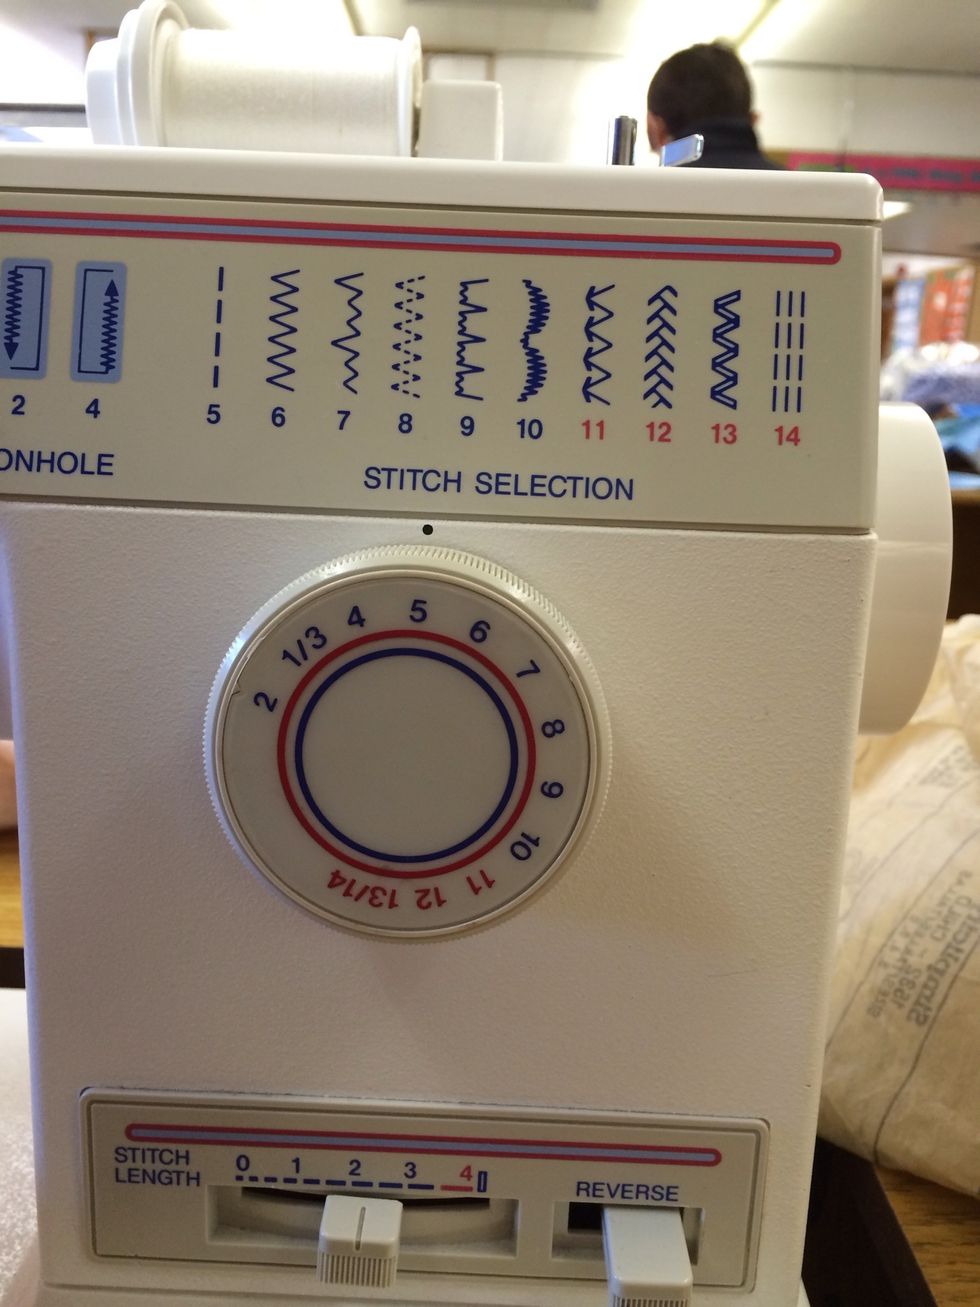 2 4 5 6 7 8 9 10 11 12 13 14
ONHOLE
STITCH SELECTION
2 1/3 4 5 6 7 8 9 10 11 12 13/14
STITCH
LENGTH
0 1 2 3 4
REVERSE